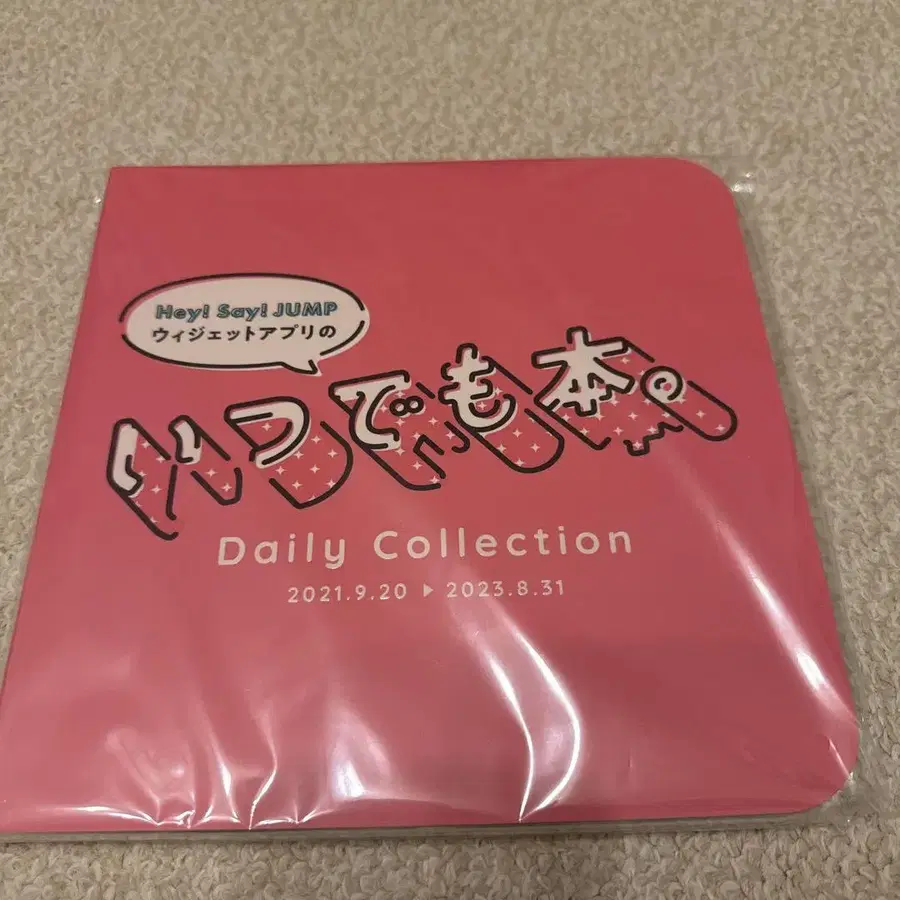 Hey! Say! JUMP
ウィジェットアプリの
いつでも本。
Daily Collection
2021.9.20 ▶ 2023.8.31